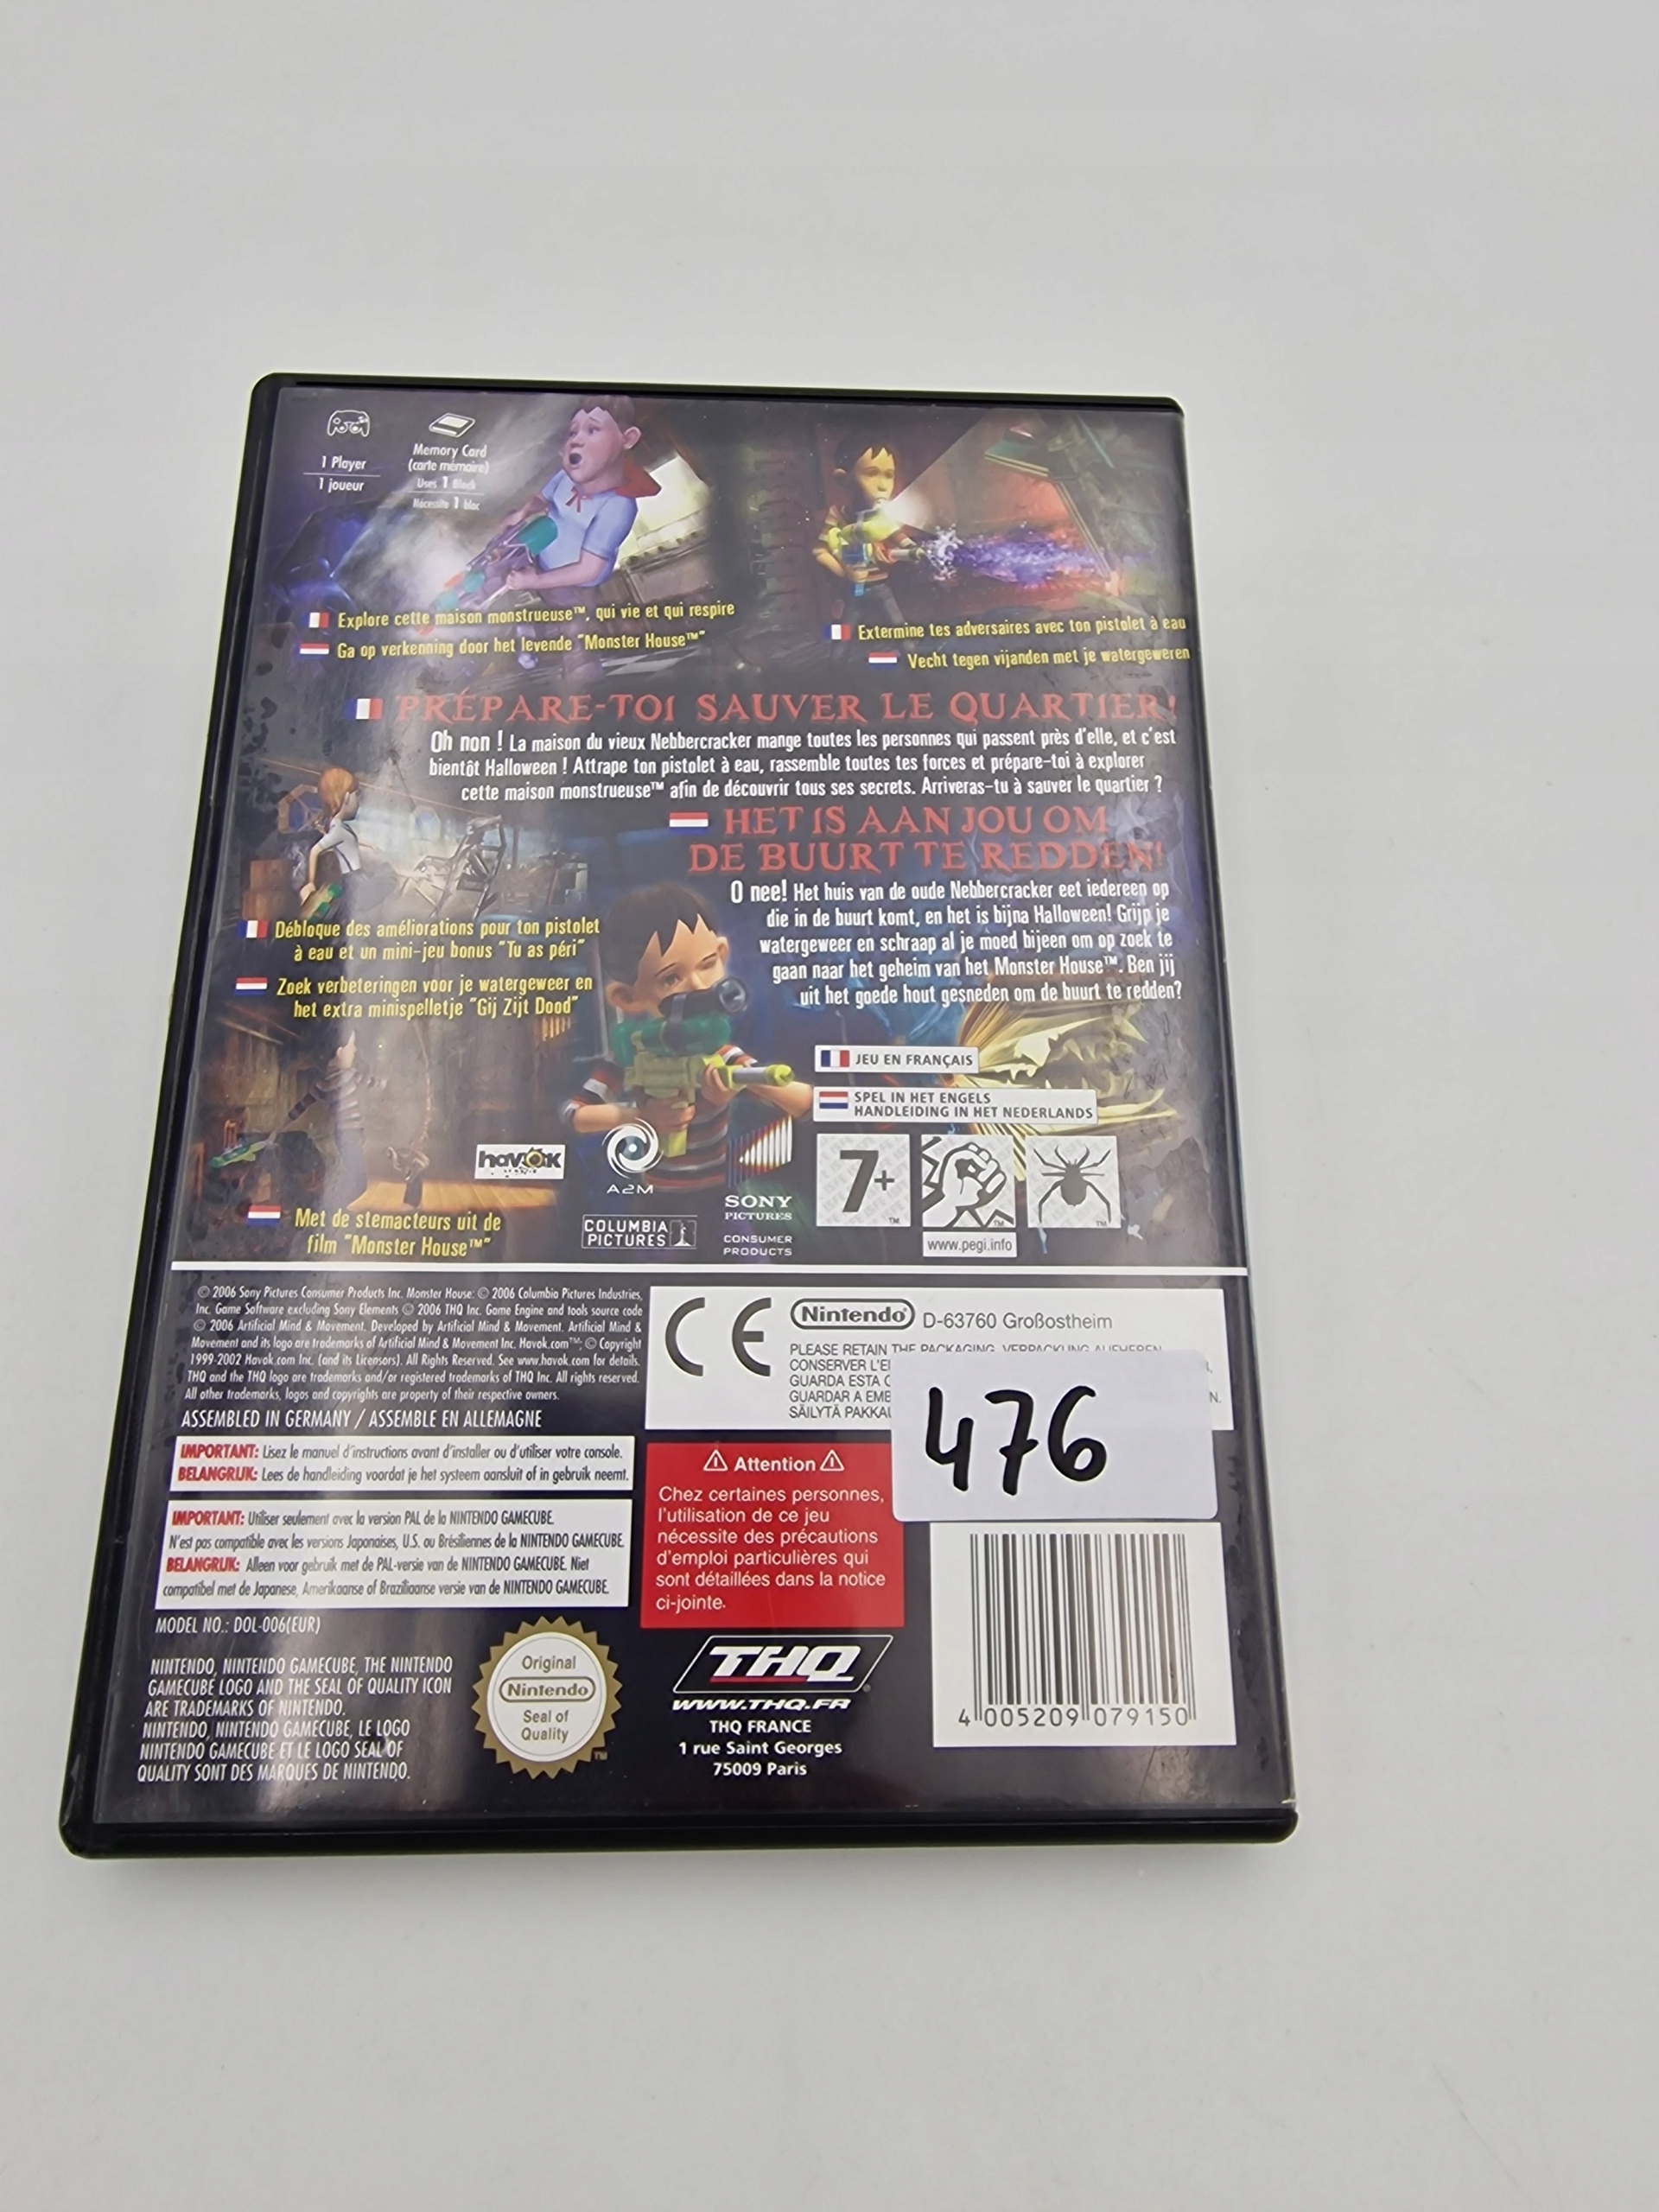 1 Player
1 joueur
Memory Card
(carte mémoire)
Uses 1 Block
Nécessite 1 bloc
Explore cette maison monstrueuse™, qui vie et qui respire
Ga op verkenning door het levende "Monster House™"
Extermine tes adversaires avec ton pistolet à eau
Vecht tegen vijanden met je watergeweren
PRÉPARE-TOI SAUVER LE QUARTIER!
Oh non ! La maison du vieux Nebbercracker mange toutes les personnes qui passent près d'elle, et c'est
bientôt Halloween ! Attrape ton pistolet à eau, rassemble toutes tes forces et prépare-toi à explorer
cette maison monstrueuse™ afin de découvrir tous ses secrets. Arriveras-tu à sauver le quartier ?
HET IS AAN JOU OM
DE BUURT TE REDDEN!
O nee! Het huis van de oude Nebbercracker eet iedereen op
die in de buurt komt, en het is bijna Halloween! Grijp je
watergeweer en schraap al je moed bijeen om op zoek te
gaan naar het geheim van het Monster House™. Ben jij
uit het goede hout gesneden om de buurt te redden?
Débloque des améliorations pour ton pistolet
à eau et un mini-jeu bonus "Tu as péri"
Zoek verbeteringen voor je watergeweer en
het extra minispelletje "Gij Zijt Dood"
JEU EN FRANÇAIS
SPEL IN HET ENGELS
HANDLEIDING IN HET NEDERLANDS
havok
A2M
COLUMBIA
PICTURES
SONY
PICTURES
CONSUMER
PRODUCTS
7+
™
™
™
www.pegi.info
Met de stemacteurs uit de
film "Monster House™"
© 2006 Sony Pictures Consumer Products Inc. Monster House: © 2006 Columbia Pictures Industries,
Inc. Game Software excluding Sony Elements © 2006 THQ Inc. Game Engine and tools source code
© 2006 Artificial Mind & Movement. Developed by Artificial Mind & Movement. Artificial Mind &
Movement and its logo are trademarks of Artificial Mind & Movement Inc. Havok.com™; © Copyright
1999-2002 Havok.com Inc. (and its Licensors). All Rights Reserved. See www.havok.com for details.
THQ and the THQ logo are trademarks and/or registered trademarks of THQ Inc. All rights reserved.
All other trademarks, logos and copyrights are property of their respective owners.
ASSEMBLED IN GERMANY / ASSEMBLE EN ALLEMAGNE
CE
Nintendo® D-63760 Großostheim
PLEASE RETAIN THE PACKAGING. VERPACKUNG AUFHEBEN
CONSERVER L'E
GUARDA ESTA
GUARDAR A EMB
SÄILYTÄ PAKKAU
476
IMPORTANT: Lisez le manuel d'instructions avant d'installer ou d'utiliser votre console.
BELANGRIJK: Lees de handleiding voordat je het systeem aansluit of in gebruik neemt.
IMPORTANT: Utiliser seulement avec la version PAL de la NINTENDO GAMECUBE.
N'est pas compatible avec les versions Japonaises, U.S. ou Brésiliennes de la NINTENDO GAMECUBE.
BELANGRIJK: Alleen voor gebruik met de PAL-versie van de NINTENDO GAMECUBE. Niet
compatibel met de Japanese, Amerikaanse of Braziliaanse versie van de NINTENDO GAMECUBE.
Attention
Chez certaines personnes,
l'utilisation de ce jeu
nécessite des précautions
d'emploi particulières qui
sont détaillées dans la notice
ci-jointe.
MODEL NO.: DOL-006(EUR)
NINTENDO, NINTENDO GAMECUBE, THE NINTENDO
GAMECUBE LOGO AND THE SEAL OF QUALITY ICON
ARE TRADEMARKS OF NINTENDO.
NINTENDO, NINTENDO GAMECUBE, LE LOGO
NINTENDO GAMECUBE ET LE LOGO SEAL OF
QUALITY SONT DES MARQUES DE NINTENDO.
Original
Nintendo
Seal of
Quality
™
THQ®
WWW.THQ.FR
THQ FRANCE
1 rue Saint Georges
75009 Paris
4 005209 079150